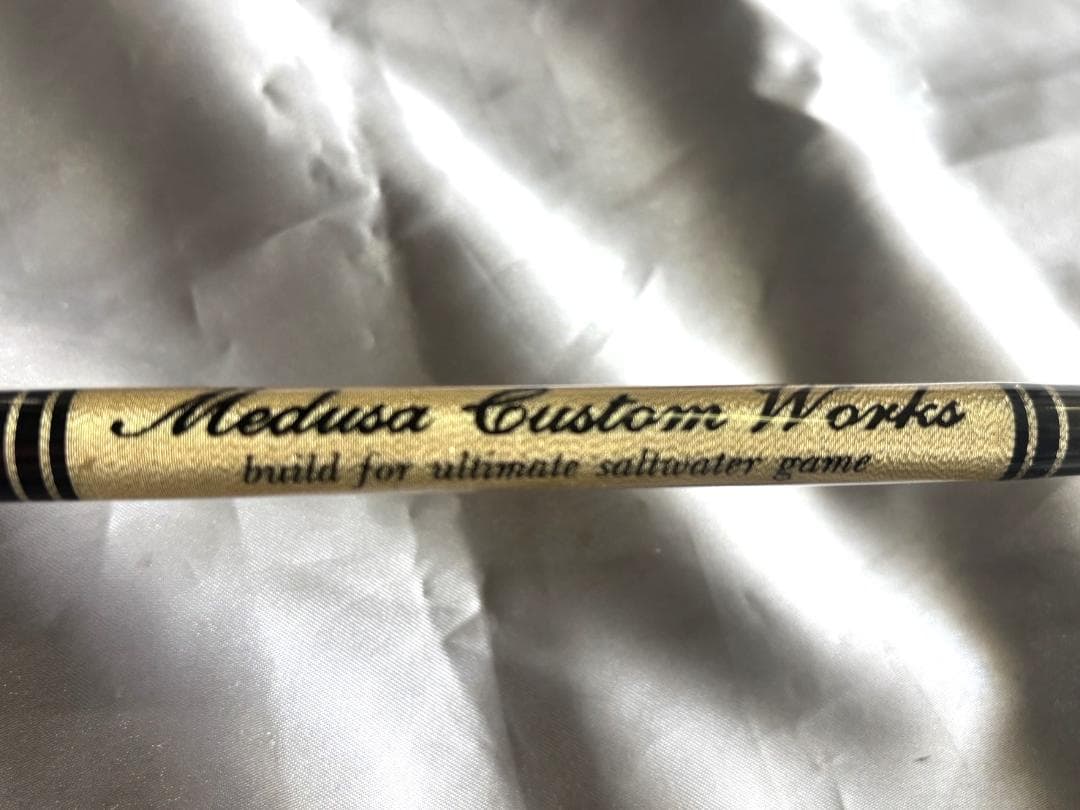 Medusa Custom Works
build for ultimate saltwater game